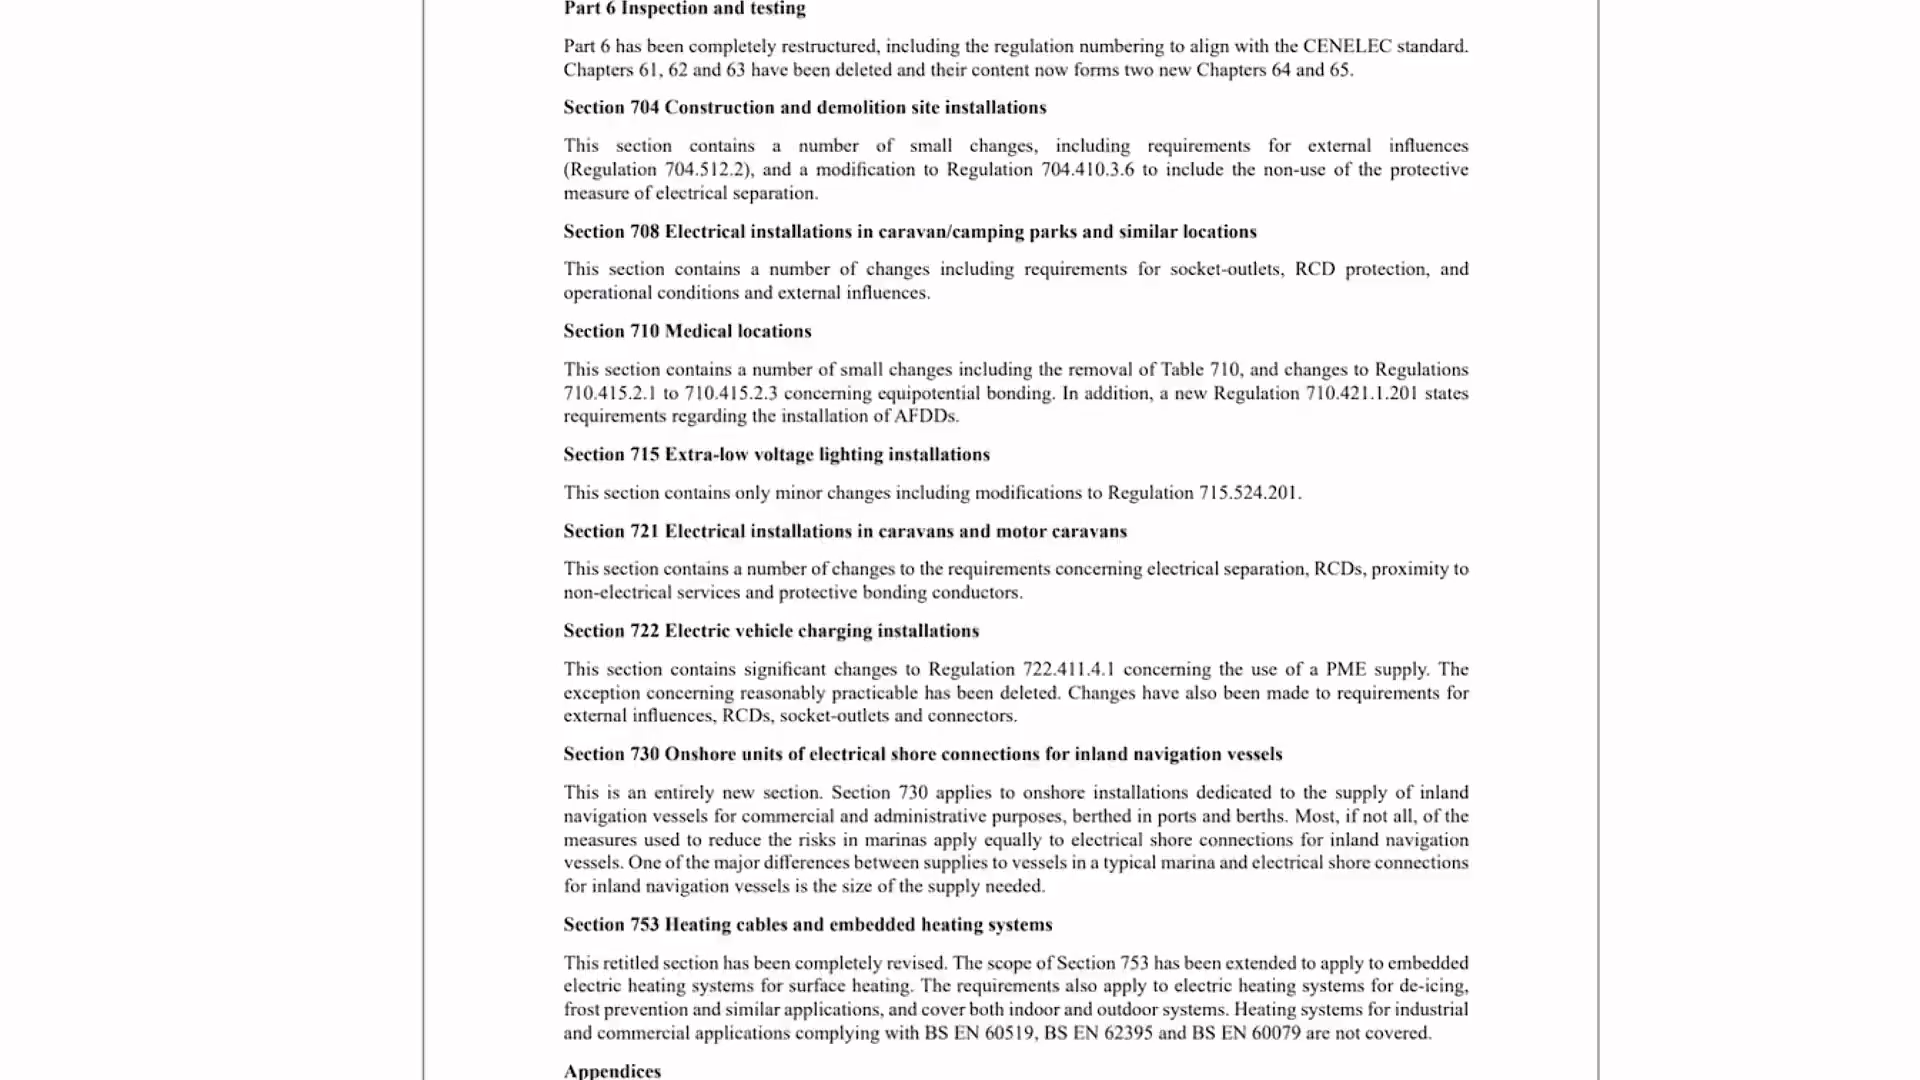 Part 6 Inspection and testing
Part 6 has been completely restructured, including the regulation numbering to align with the CENELEC standard.
Chapters 61, 62 and 63 have been deleted and their content now forms two new Chapters 64 and 65.
Section 704 Construction and demolition site installations
This section contains a number of small changes, including requirements for external influences
(Regulation 704.512.2), and a modification to Regulation 704.410.3.6 to include the non-use of the protective
measure of electrical separation.
Section 708 Electrical installations in caravan/camping parks and similar locations
This section contains a number of changes including requirements for socket-outlets, RCD protection, and
operational conditions and external influences.
Section 710 Medical locations
This section contains a number of small changes including the removal of Table 710, and changes to Regulations
710.415.2.1 to 710.415.2.3 concerning equipotential bonding. In addition, a new Regulation 710.421.1.201 states
requirements regarding the installation of AFDDs.
Section 715 Extra-low voltage lighting installations
This section contains only minor changes including modifications to Regulation 715.524.201.
Section 721 Electrical installations in caravans and motor caravans
This section contains a number of changes to the requirements concerning electrical separation, RCDs, proximity to
non-electrical services and protective bonding conductors.
Section 722 Electric vehicle charging installations
This section contains significant changes to Regulation 722.411.4.1 concerning the use of a PME supply. The
exception concerning reasonably practicable has been deleted. Changes have also been made to requirements for
external influences, RCDs, socket-outlets and connectors.
Section 730 Onshore units of electrical shore connections for inland navigation vessels
This is an entirely new section. Section 730 applies to onshore installations dedicated to the supply of inland
navigation vessels for commercial and administrative purposes, berthed in ports and berths. Most, if not all, of the
measures used to reduce the risks in marinas apply equally to electrical shore connections for inland navigation
vessels. One of the major differences between supplies to vessels in a typical marina and electrical shore connections
for inland navigation vessels is the size of the supply needed.
Section 753 Heating cables and embedded heating systems
This retitled section has been completely revised. The scope of Section 753 has been extended to apply to embedded
electric heating systems for surface heating. The requirements also apply to electric heating systems for de-icing,
frost prevention and similar applications, and cover both indoor and outdoor systems. Heating systems for industrial
and commercial applications complying with BS EN 60519, BS EN 62395 and BS EN 60079 are not covered.
Appendices